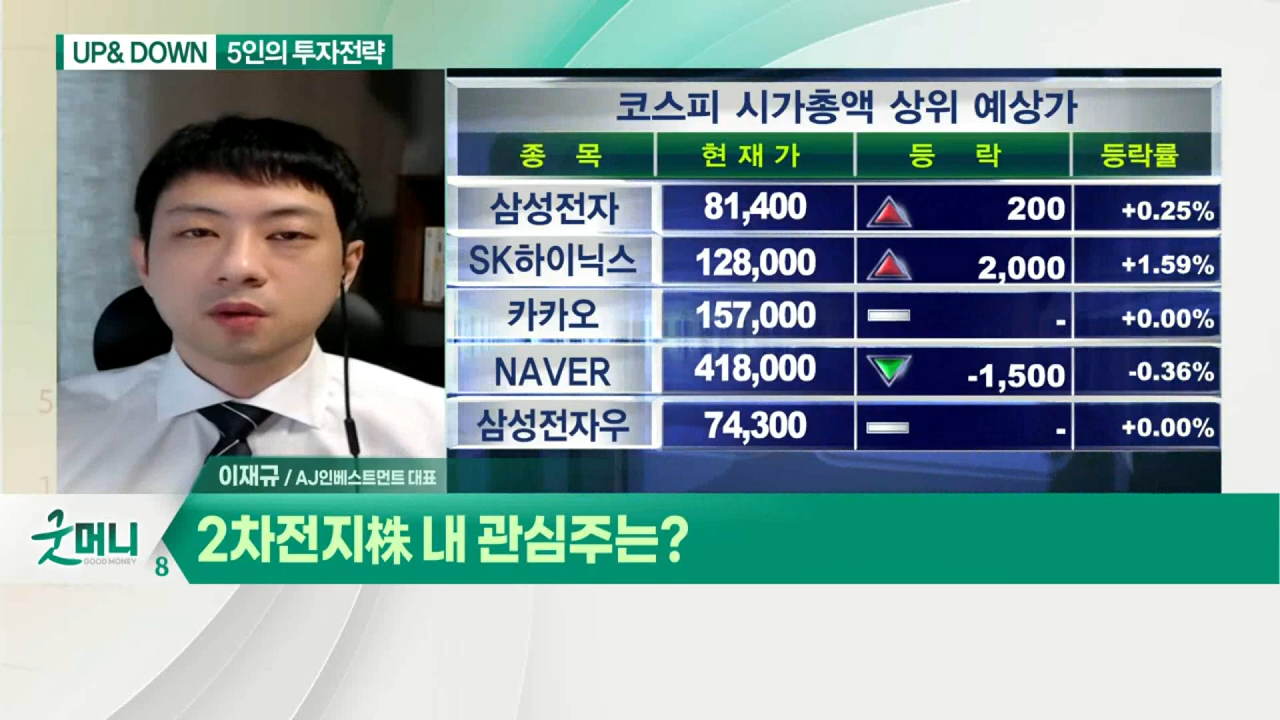 UP& DOWN 5인의 투자전략
코스피 시가총액 상위 예상가
종 목 현 재 가 등 락 등락률
삼성전자 81,400 200 +0.25%
SK하이닉스 128,000 2,000 +1.59%
카카오 157,000 - +0.00%
NAVER 418,000 -1,500 -0.36%
삼성전자우 74,300 - +0.00%
5
1
이재규 / AJ인베스트먼트 대표
굿머니
GOOD MONEY
8
2차전지株 내 관심주는?